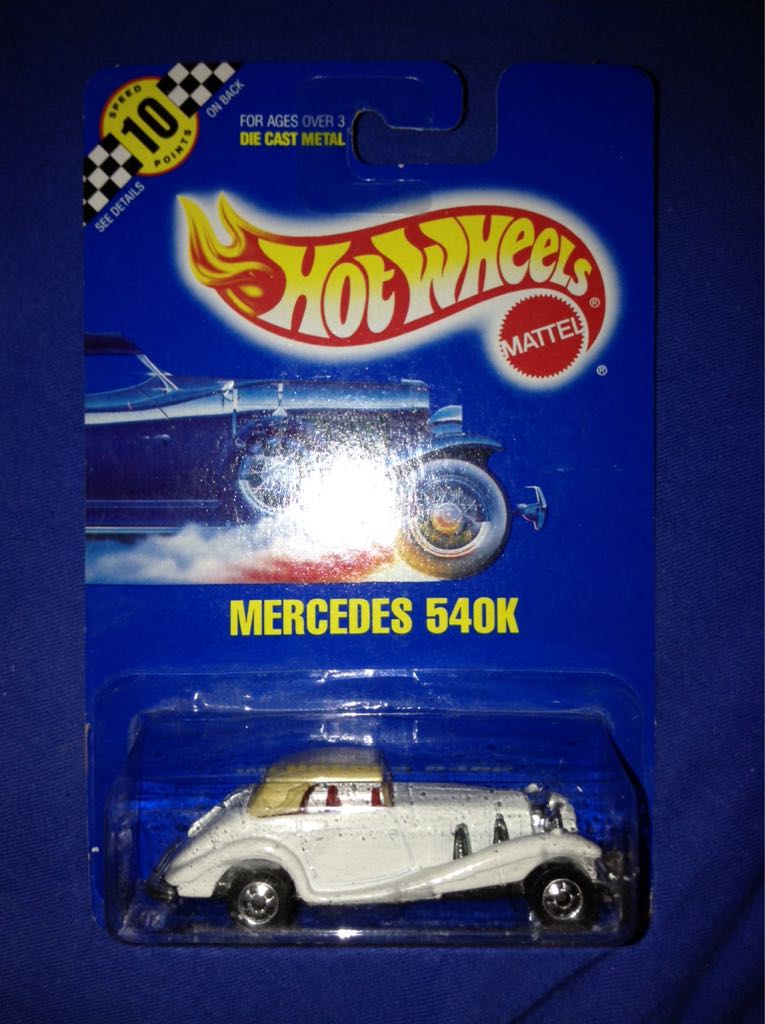 SPEED
10
POINTS
ON BACK
SEE DETAILS
FOR AGES OVER 3
DIE CAST METAL
HOT WHEELS®
MATTEL
®
MERCEDES 540K